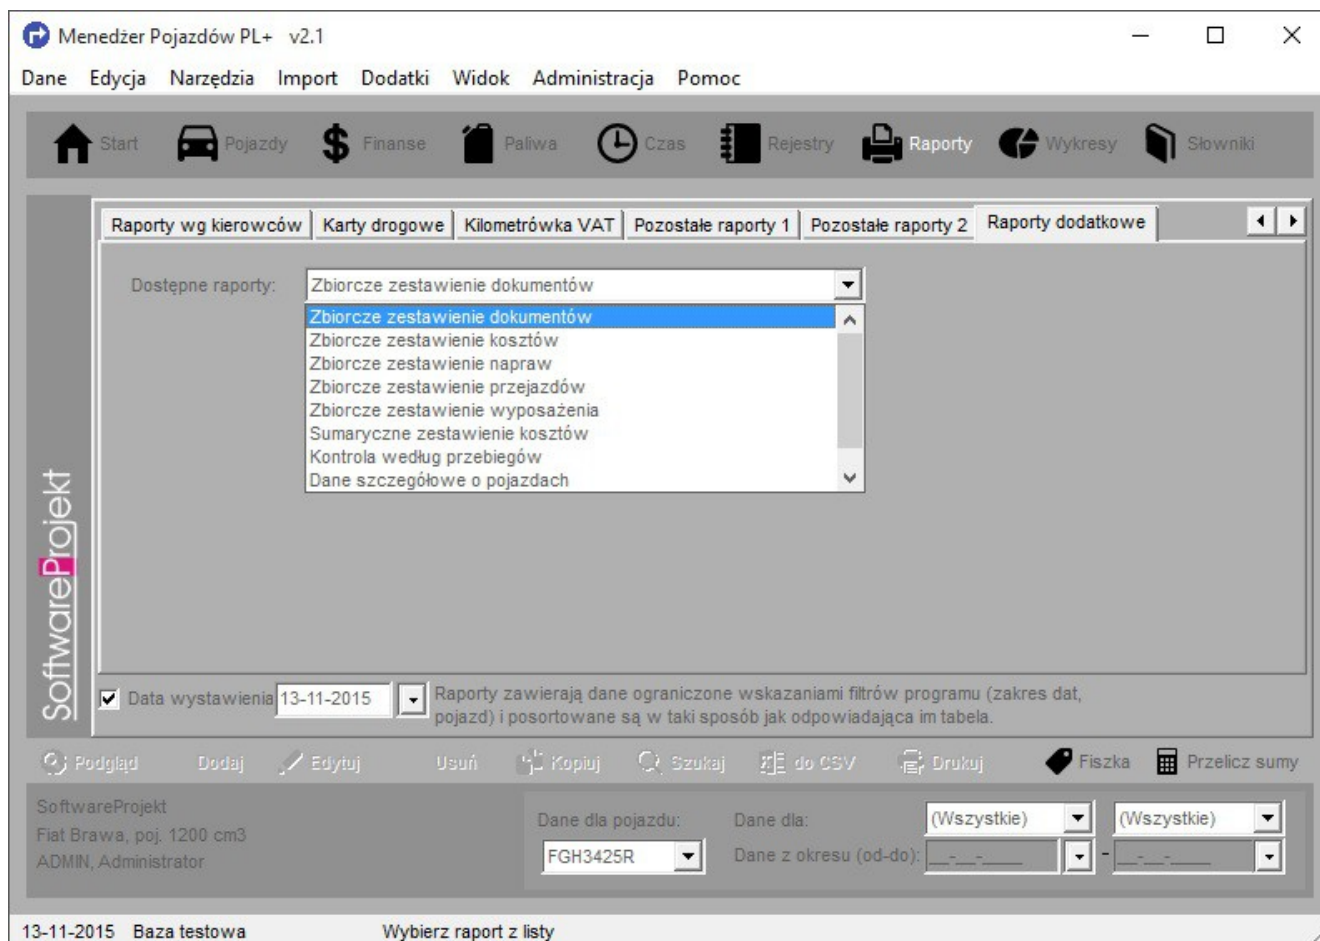 Menedżer Pojazdów PL+ v2.1
Dane Edycja Narzędzia Import Dodatki Widok Administracja Pomoc
Start Pojazdy Finanse Paliwa Czas Rejestry Raporty Wykresy Słowniki
Raporty wg kierowców Karty drogowe Kilometrówka VAT Pozostałe raporty 1 Pozostałe raporty 2 Raporty dodatkowe
Dostępne raporty: Zbiorcze zestawienie dokumentów
Zbiorcze zestawienie dokumentów
Zbiorcze zestawienie kosztów
Zbiorcze zestawienie napraw
Zbiorcze zestawienie przejazdów
Zbiorcze zestawienie wyposażenia
Sumaryczne zestawienie kosztów
Kontrola według przebiegów
Dane szczegółowe o pojazdach
SoftwareProjekt
Data wystawienia 13-11-2015 Raporty zawierają dane ograniczone wskazaniami filtrów programu (zakres dat,
pojazd) i posortowane są w taki sposób jak odpowiadająca im tabela.
Podgląd Dodaj Edytuj Usuń Kopiuj Szukaj do CSV Drukuj Fiszka Przelicz sumy
SoftwareProjekt
Fiat Brawa, poj. 1200 cm3
ADMIN, Administrator
Dane dla pojazdu: Dane dla: (Wszystkie) (Wszystkie)
FGH3425R Dane z okresu (od-do): __-__-____ - __-__-____
13-11-2015 Baza testowa Wybierz raport z listy